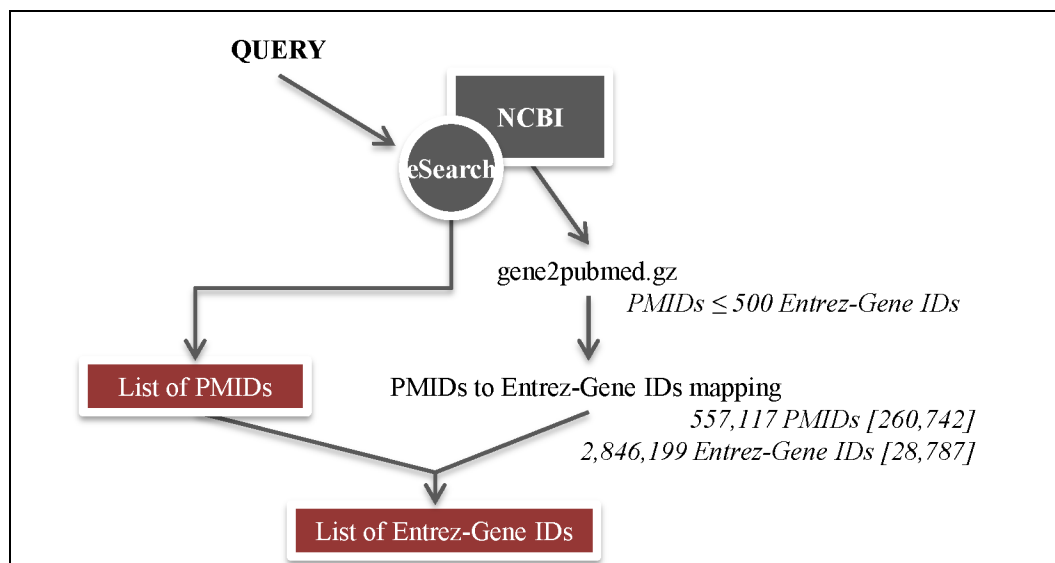 QUERY
NCBI
eSearch
gene2pubmed.gz
PMIDs ≤ 500 Entrez-Gene IDs
List of PMIDs
PMIDs to Entrez-Gene IDs mapping
557,117 PMIDs [260,742]
2,846,199 Entrez-Gene IDs [28,787]
List of Entrez-Gene IDs